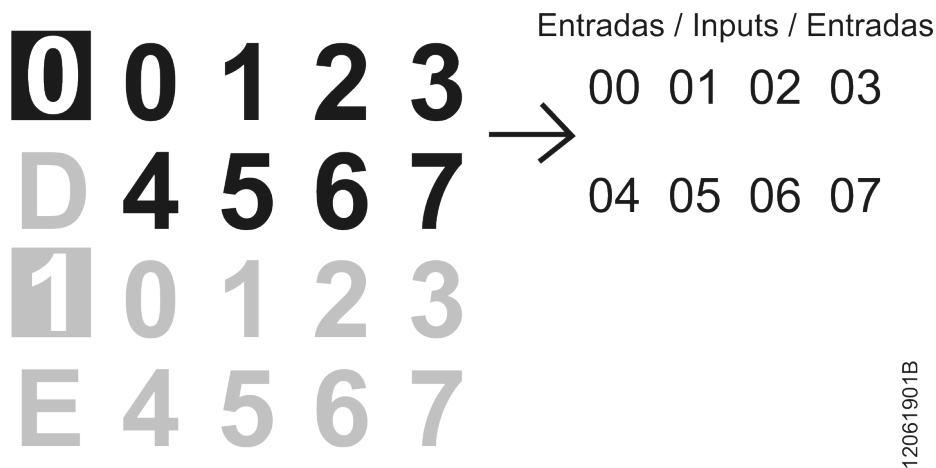 Entradas / Inputs / Entradas
0 0 1 2 3
00 01 02 03
D 4 5 6 7
04 05 06 07
1 0 1 2 3
E 4 5 6 7
12061901B